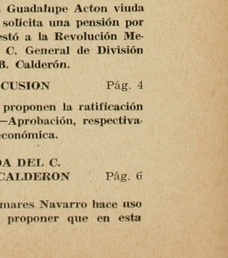 Guadalupe Acton viuda
solicita una pensión por
estó a la Revolución Me-
C. General de División
B. Calderón.
CUSION Pág. 4
proponen la ratificación
—Aprobación, respectiva-
económica.
DA DEL C.
CALDERON Pág. 6
mares Navarro hace uso
proponer que en esta